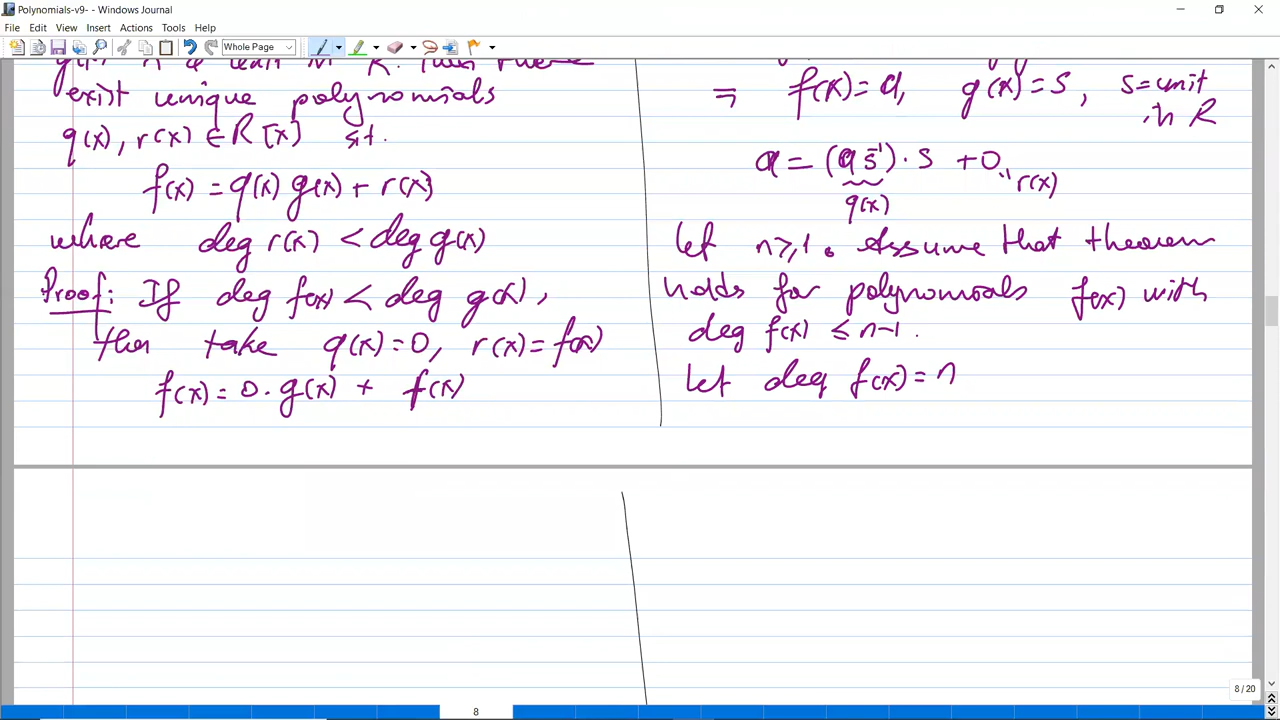 Polynomials-v9- - Windows Journal
File Edit View Insert Actions Tools Help
Whole Page
exist unique polynomials
q(x), r(x) ∈ R[x] s.t.
f(x) = q(x) g(x) + r(x)
where deg r(x) < deg g(x)
Proof: If deg f(x) < deg g(x),
then take q(x)=0, r(x)=f(x)
f(x) = 0 · g(x) + f(x)
⇒ f(x)=a, g(x)=s, s=unit
in R
a = (a s⁻¹) · s + 0
r(x)
q(x)
let n≥1. Assume that theorem
holds for polynomials f(x) with
deg f(x) ≤ n-1.
let deg f(x) = n
8/20
8